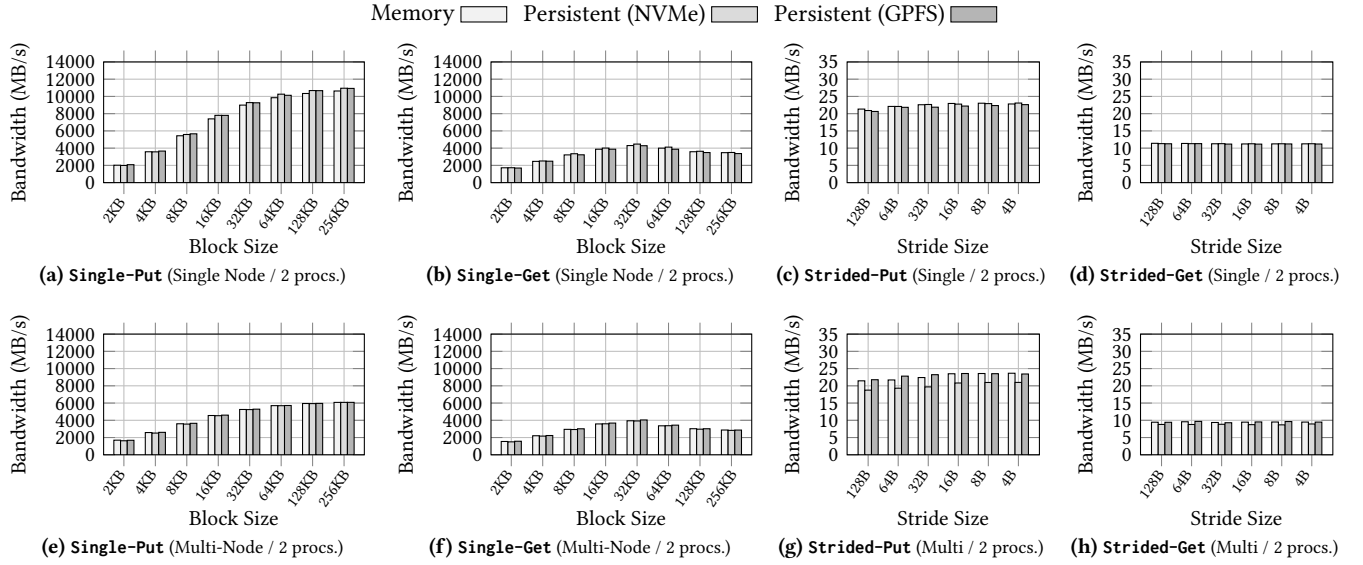 Memory Persistent (NVMe) Persistent (GPFS)
Bandwidth (MB/s)
14000
12000
10000
8000
6000
4000
2000
0
2KB 4KB 8KB 16KB 32KB 64KB 128KB 256KB
Block Size
(a) Single-Put (Single Node / 2 procs.)
Bandwidth (MB/s)
14000
12000
10000
8000
6000
4000
2000
0
2KB 4KB 8KB 16KB 32KB 64KB 128KB 256KB
Block Size
(b) Single-Get (Single Node / 2 procs.)
Bandwidth (MB/s)
35
30
25
20
15
10
5
0
128B 64B 32B 16B 8B 4B
Stride Size
(c) Strided-Put (Single / 2 procs.)
Bandwidth (MB/s)
35
30
25
20
15
10
5
0
128B 64B 32B 16B 8B 4B
Stride Size
(d) Strided-Get (Single / 2 procs.)
Bandwidth (MB/s)
14000
12000
10000
8000
6000
4000
2000
0
2KB 4KB 8KB 16KB 32KB 64KB 128KB 256KB
Block Size
(e) Single-Put (Multi-Node / 2 procs.)
Bandwidth (MB/s)
14000
12000
10000
8000
6000
4000
2000
0
2KB 4KB 8KB 16KB 32KB 64KB 128KB 256KB
Block Size
(f) Single-Get (Multi-Node / 2 procs.)
Bandwidth (MB/s)
35
30
25
20
15
10
5
0
128B 64B 32B 16B 8B 4B
Stride Size
(g) Strided-Put (Multi / 2 procs.)
Bandwidth (MB/s)
35
30
25
20
15
10
5
0
128B 64B 32B 16B 8B 4B
Stride Size
(h) Strided-Get (Multi / 2 procs.)